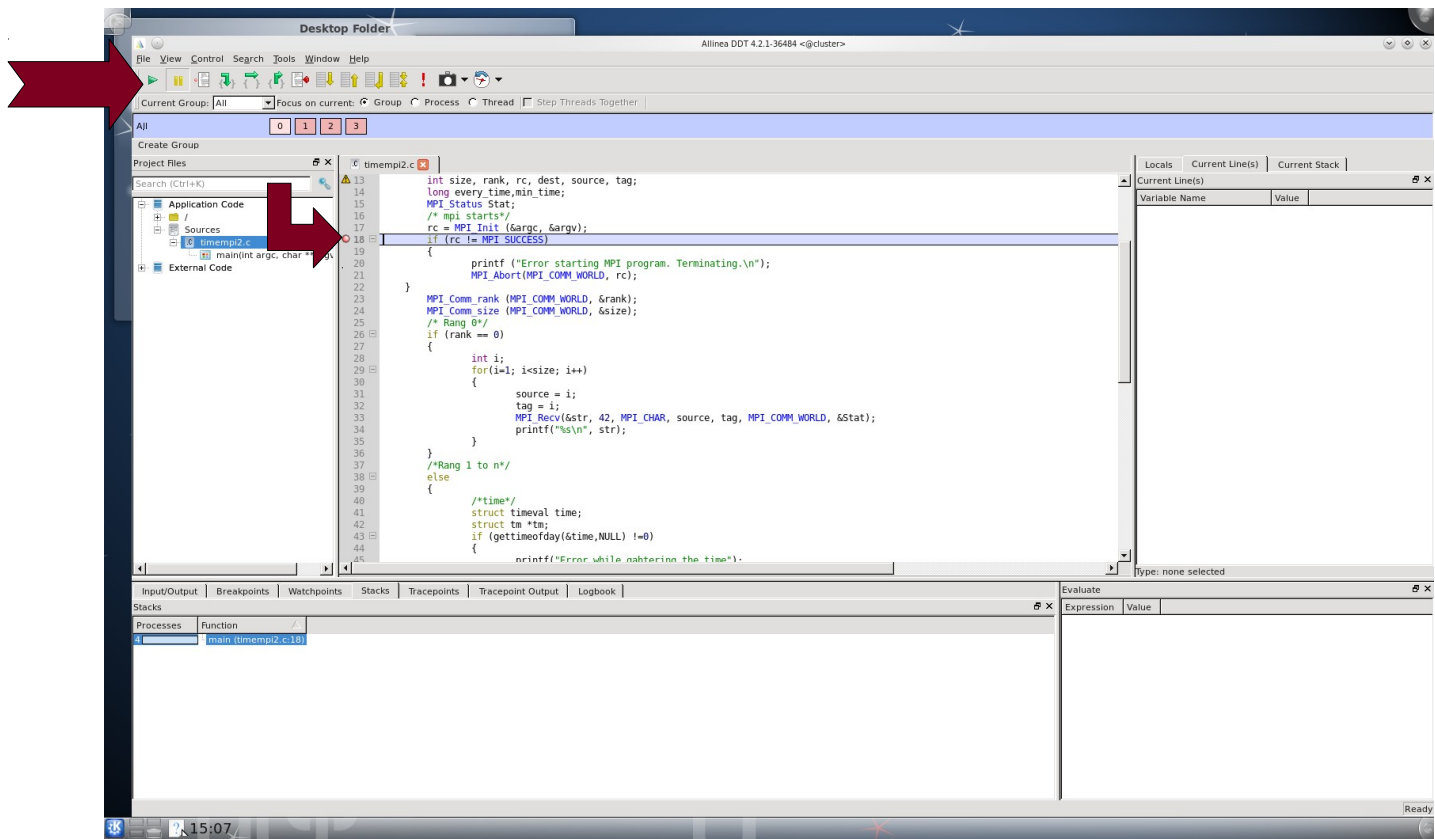 Desktop Folder
Allinea DDT 4.2.1-36484 <@cluster>
File View Control Search Tools Window Help
Current Group: All Focus on current: Group Process Thread Step Threads Together
All 0 1 2 3
Create Group
Project Files
timempi2.c
Locals Current Line(s) Current Stack
Search (Ctrl+K)
Current Line(s)
Variable Name Value
Application Code
/
Sources
timempi2.c
main(int argc, char **
External Code
13 int size, rank, rc, dest, source, tag;
14 long every_time,min_time;
15 MPI_Status Stat;
16 /* mpi starts*/
17 rc = MPI_Init (&argc, &argv);
18 if (rc != MPI_SUCCESS)
19 {
20 printf ("Error starting MPI program. Terminating.\n");
21 MPI_Abort(MPI_COMM_WORLD, rc);
22 }
23 MPI_Comm_rank (MPI_COMM_WORLD, &rank);
24 MPI_Comm_size (MPI_COMM_WORLD, &size);
25 /* Rang 0*/
26 if (rank == 0)
27 {
28 int i;
29 for(i=1; i<size; i++)
30 {
31 source = i;
32 tag = i;
33 MPI_Recv(&str, 42, MPI_CHAR, source, tag, MPI_COMM_WORLD, &Stat);
34 printf("%s\n", str);
35 }
36 }
37 /*Rang 1 to n*/
38 else
39 {
40 /*time*/
41 struct timeval time;
42 struct tm *tm;
43 if (gettimeofday(&time,NULL) !=0)
44 {
45 printf("Error while gahtering the time");
Type: none selected
Input/Output Breakpoints Watchpoints Stacks Tracepoints Tracepoint Output Logbook
Evaluate
Stacks
Expression Value
Processes Function
4 main (timempi2.c:18)
Ready
15:07